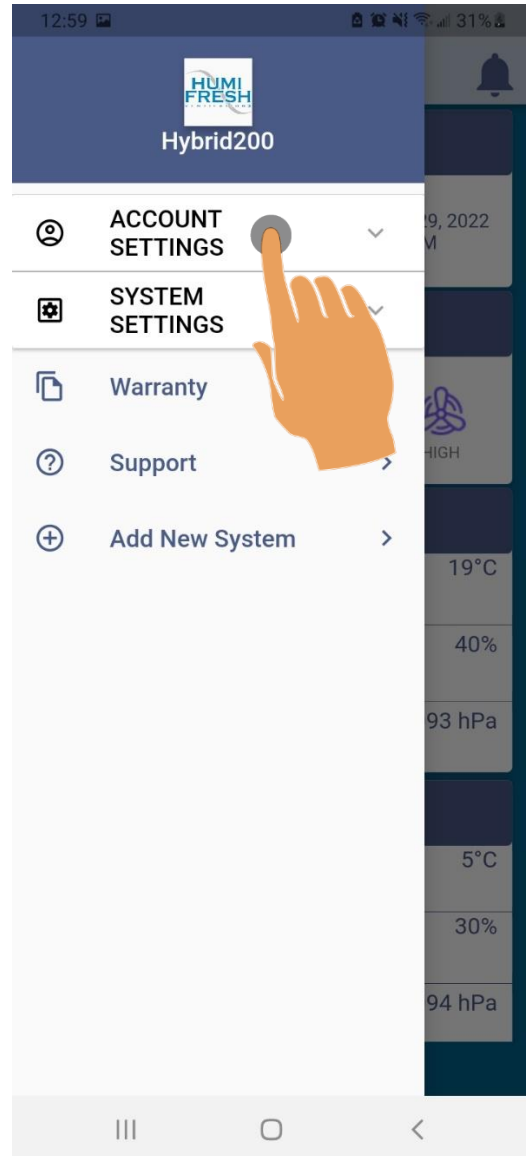 12:59
31%
HUMI
FRESH
Hybrid200
ACCOUNT
SETTINGS
29, 2022
M
SYSTEM
SETTINGS
Warranty
HIGH
Support
Add New System
19°C
40%
93 hPa
5°C
30%
94 hPa